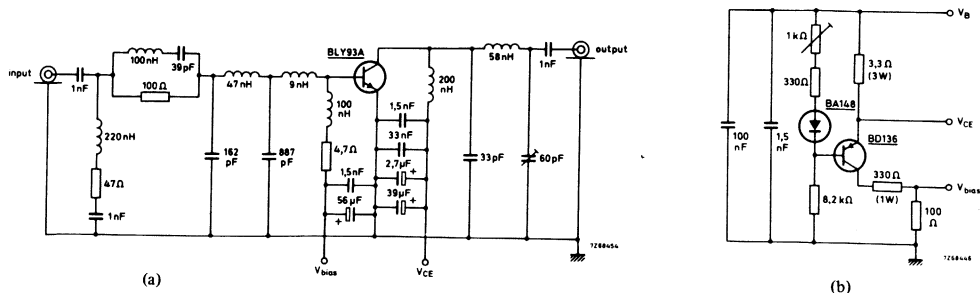 input
1nF
100nH
39pF
100Ω
220nH
47Ω
1nF
47nH
9nH
162
pF
887
pF
BLY93A
100
nH
4,7Ω
1,5nF
56µF
+
1,5nF
33nF
2,7µF
+
39µF
+
200
nH
58nH
33pF
60pF
1nF
output
7Z68454
Vbias
VCE
(a)
VB
1kΩ
330Ω
3,3Ω
(3W)
BA148
VCE
BD136
100
nF
1,5
nF
330Ω
(1W)
Vbias
8,2kΩ
100
Ω
7Z68446
(b)